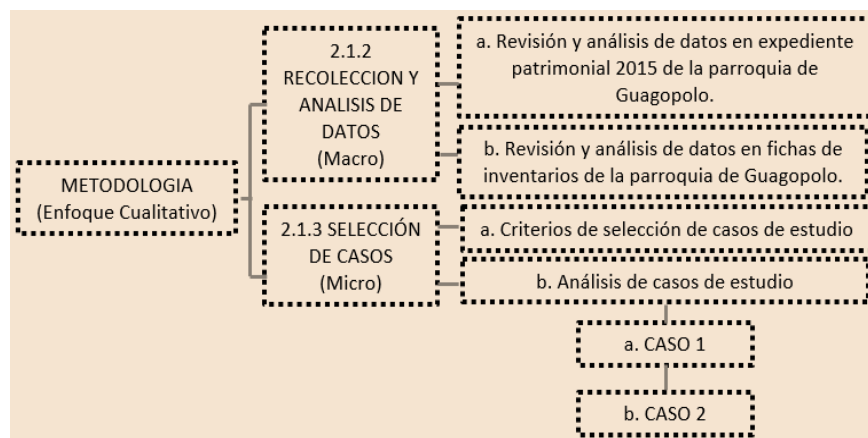 METODOLOGIA
(Enfoque Cualitativo)
2.1.2
RECOLECCION Y
ANALISIS DE
DATOS
(Macro)
a. Revisión y análisis de datos en expediente
patrimonial 2015 de la parroquia de
Guagopolo.
b. Revisión y análisis de datos en fichas de
inventarios de la parroquia de Guagopolo.
2.1.3 SELECCIÓN
DE CASOS
(Micro)
a. Criterios de selección de casos de estudio
b. Análisis de casos de estudio
a. CASO 1
b. CASO 2